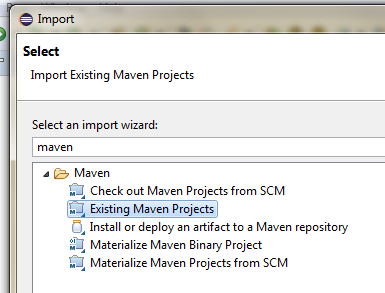 Import
Select
Import Existing Maven Projects
Select an import wizard:
maven
Maven
Check out Maven Projects from SCM
Existing Maven Projects
Install or deploy an artifact to a Maven repository
Materialize Maven Binary Project
Materialize Maven Projects from SCM